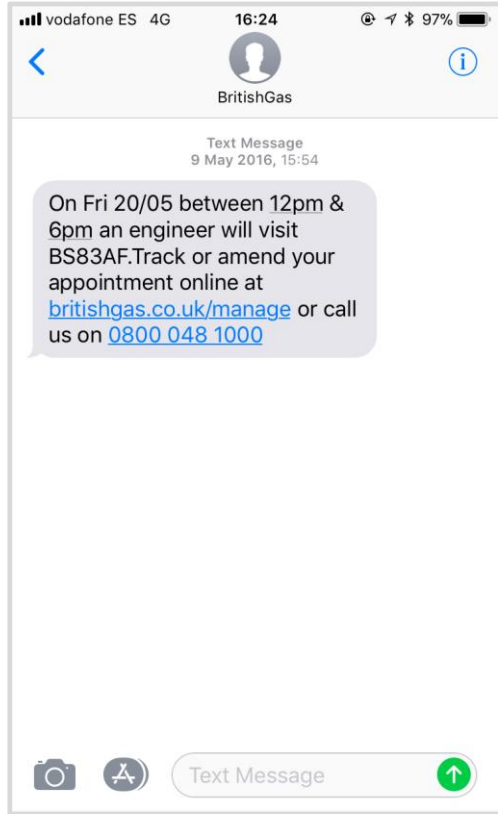 vodafone ES 4G 16:24 97%
BritishGas
Text Message
9 May 2016, 15:54
On Fri 20/05 between 12pm &
6pm an engineer will visit
BS83AF.Track or amend your
appointment online at
britishgas.co.uk/manage or call
us on 0800 048 1000
Text Message